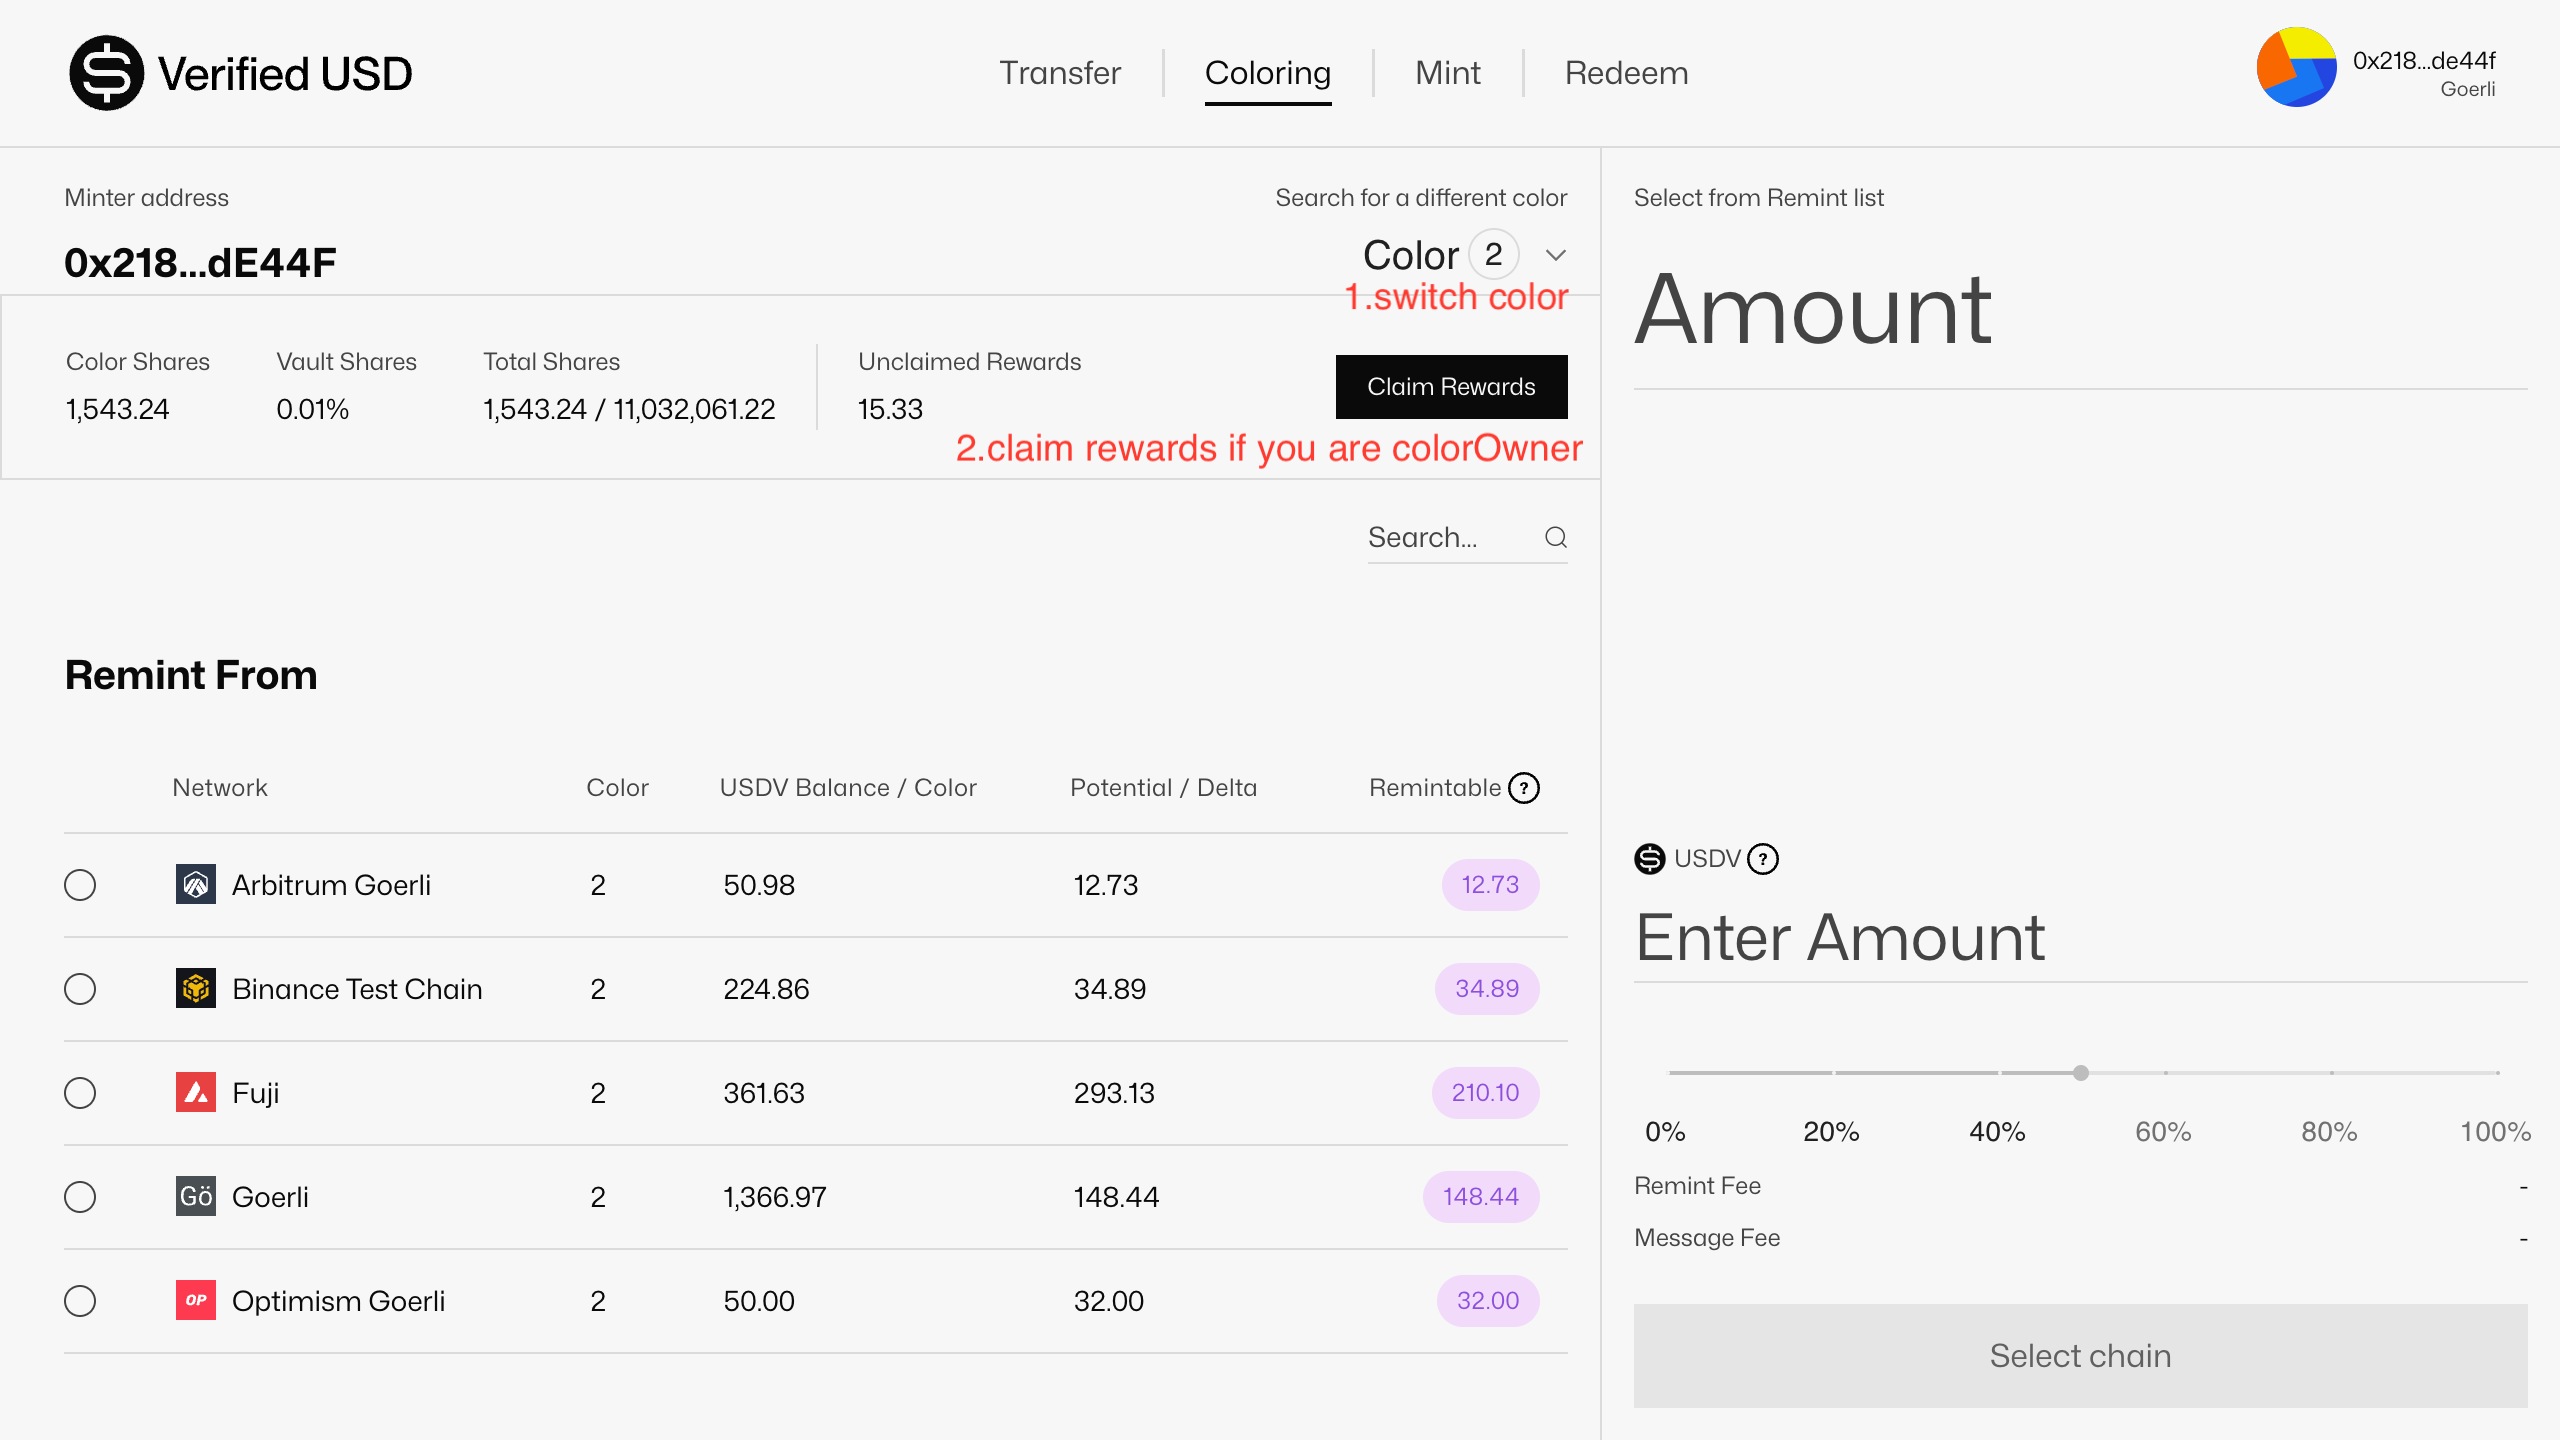 Verified USD
Transfer
Coloring
Mint
Redeem
0x218...de44f
Goerli
Minter address
0x218...dE44F
Search for a different color
Color 2
1.switch color
Color Shares
1,543.24
Vault Shares
0.01%
Total Shares
1,543.24 / 11,032,061.22
Unclaimed Rewards
15.33
Claim Rewards
2.claim rewards if you are colorOwner
Search...
Remint From
Network Color USDV Balance / Color Potential / Delta Remintable ?
Arbitrum Goerli 2 50.98 12.73 12.73
Binance Test Chain 2 224.86 34.89 34.89
Fuji 2 361.63 293.13 210.10
Gö Goerli 2 1,366.97 148.44 148.44
OP Optimism Goerli 2 50.00 32.00 32.00
Select from Remint list
Amount
USDV ?
Enter Amount
0% 20% 40% 60% 80% 100%
Remint Fee -
Message Fee -
Select chain